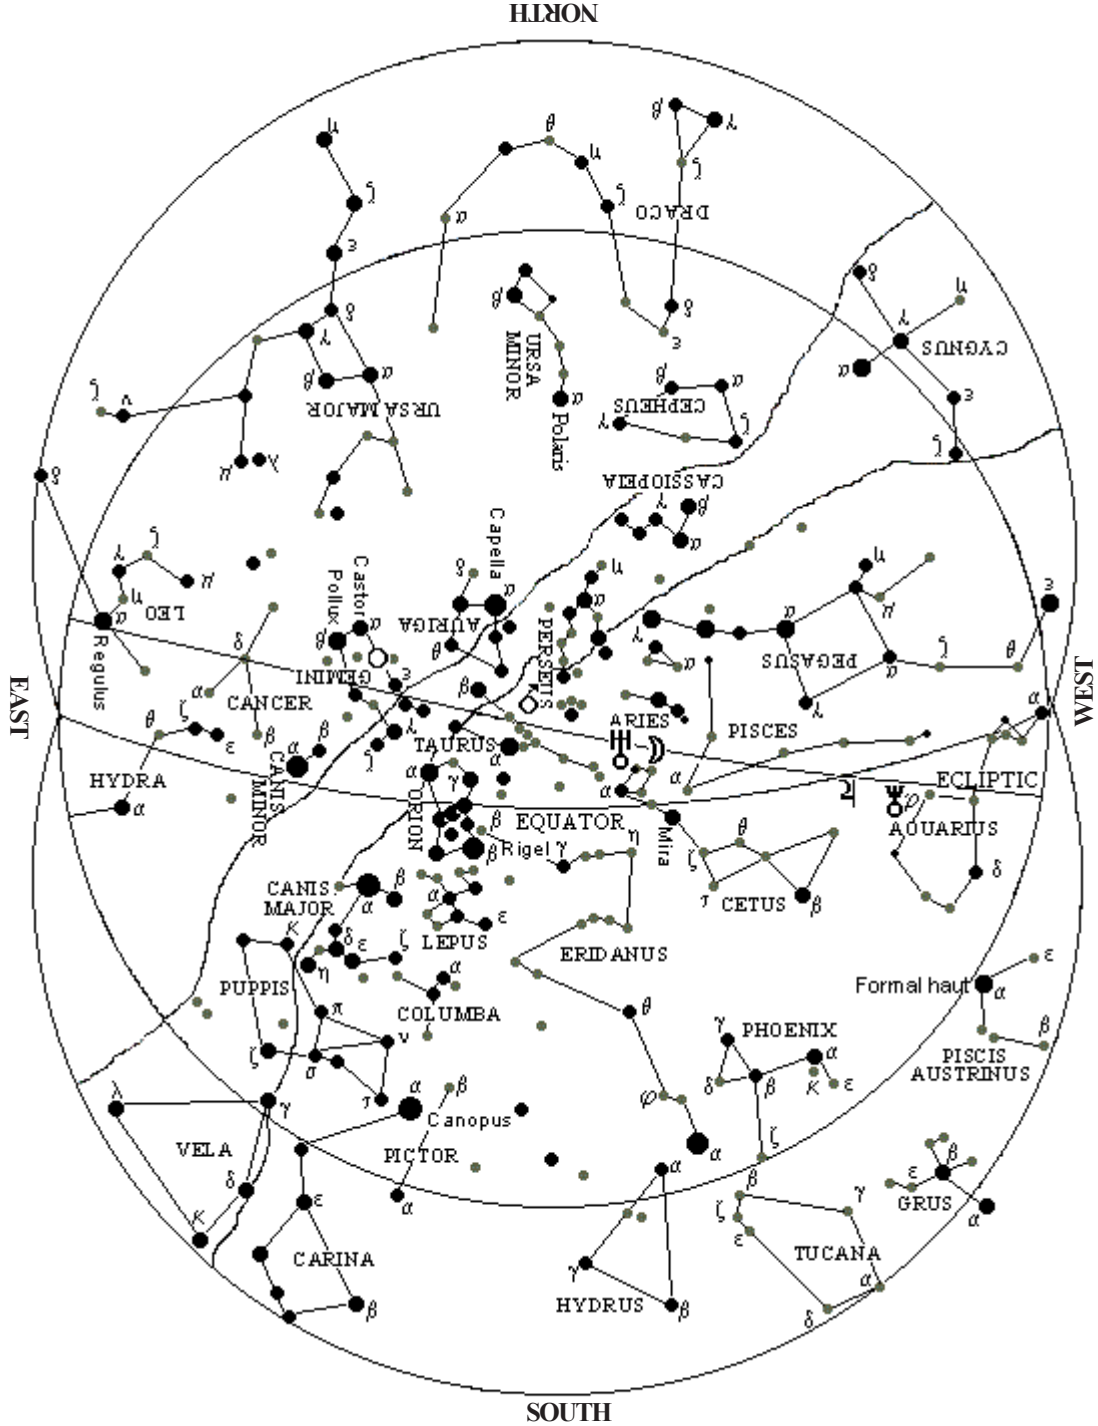 NORTH
β
γ
μ
θ
η
ζ
ζ
ζ
α
DRACO
ε
δ
δ
η
β
γ
URSA
MINOR
CYGNUS
δ
γ
ε
β
α
α
α
α
β
CEPHEUS
ε
URSA MAJOR
γ
ζ
ν
α
Polaris
ζ
ζ
μ
λ
CASSIOPEIA
δ
γ
β
α
Capella
ζ
γ
μ
δ
η
η
ε
Castor
Pollux
α
α
μ
η
LEO
α
α
β
AURIGA
PERSEUS
γ
α
θ
Regulus
δ
GEMINI
θ
α
PEGASUS
α
ζ
EAST
WEST
α
CANCER
ε
β
γ
α
θ
ζ
ε
β
γ
ARIES
PISCES
TAURUS
α
ζ
α
HYDRA
CANIS
MINOR
α
γ
α
α
ECLIPTIC
φ
α
ORION
β
EQUATOR
Mira
AQUARIUS
β
Rigel
γ
η
ζ
θ
δ
CANIS
MAJOR
α
β
α
ε
τ
CETUS
β
LEPUS
κ
δ
ε
ζ
ERIDANUS
η
α
ε
PUPPIS
Formal haut
α
COLUMBA
π
ν
θ
γ
PHOENIX
β
PISCIS
AUSTRINUS
ζ
σ
α
δ
β
κ
ε
α
β
τ
φ
λ
γ
Canopus
ζ
VELA
PICTOR
α
α
β
δ
α
β
γ
ε
GRUS
ε
ζ
α
κ
ε
CARINA
TUCANA
γ
α
HYDRUS
β
β
δ
SOUTH